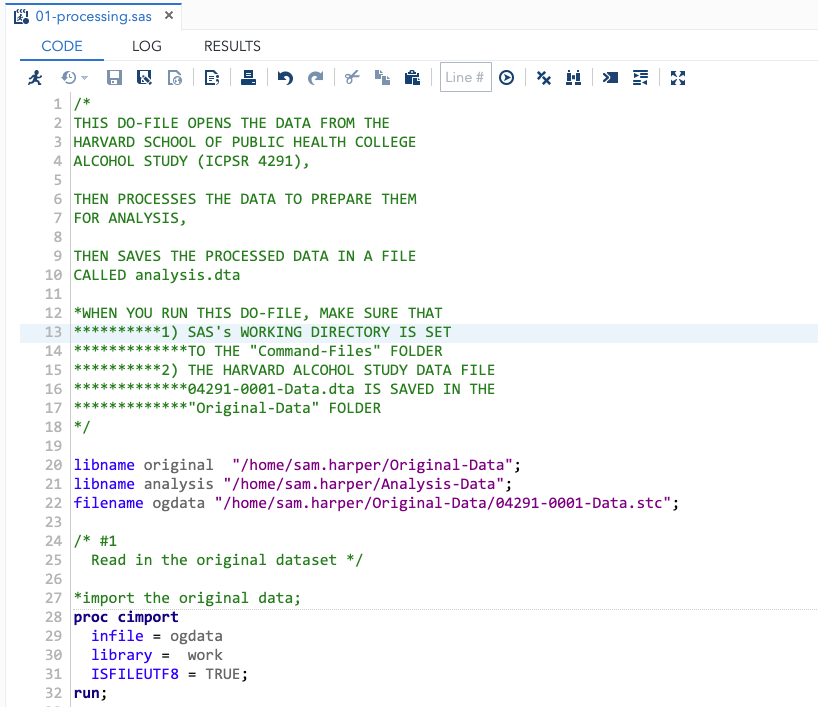 01-processing.sas ×
CODE LOG RESULTS
Line #
1 /*
2 THIS DO-FILE OPENS THE DATA FROM THE
3 HARVARD SCHOOL OF PUBLIC HEALTH COLLEGE
4 ALCOHOL STUDY (ICPSR 4291),
5
6 THEN PROCESSES THE DATA TO PREPARE THEM
7 FOR ANALYSIS,
8
9 THEN SAVES THE PROCESSED DATA IN A FILE
10 CALLED analysis.dta
11
12 *WHEN YOU RUN THIS DO-FILE, MAKE SURE THAT
13 **********1) SAS's WORKING DIRECTORY IS SET
14 *************TO THE "Command-Files" FOLDER
15 **********2) THE HARVARD ALCOHOL STUDY DATA FILE
16 *************04291-0001-Data.dta IS SAVED IN THE
17 *************"Original-Data" FOLDER
18 */
19
20 libname original  "/home/sam.harper/Original-Data";
21 libname analysis "/home/sam.harper/Analysis-Data";
22 filename ogdata "/home/sam.harper/Original-Data/04291-0001-Data.stc";
23
24 /* #1
25   Read in the original dataset */
26
27 *import the original data;
28 proc cimport
29   infile = ogdata
30   library =  work
31   ISFILEUTF8 = TRUE;
32 run;